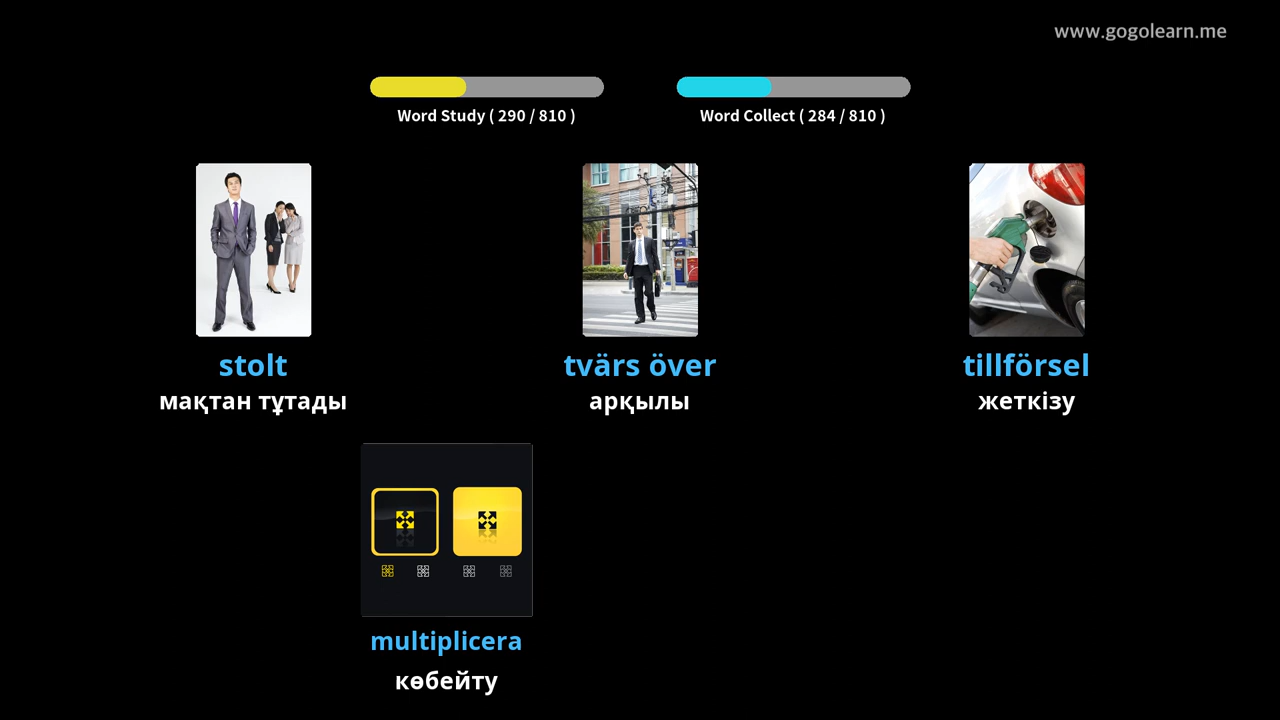 www.gogolearn.me
Word Study ( 290 / 810 )
Word Collect ( 284 / 810 )
stolt
tvärs över
tillförsel
мақтан тұтады
арқылы
жеткізу
multiplicera
көбейту